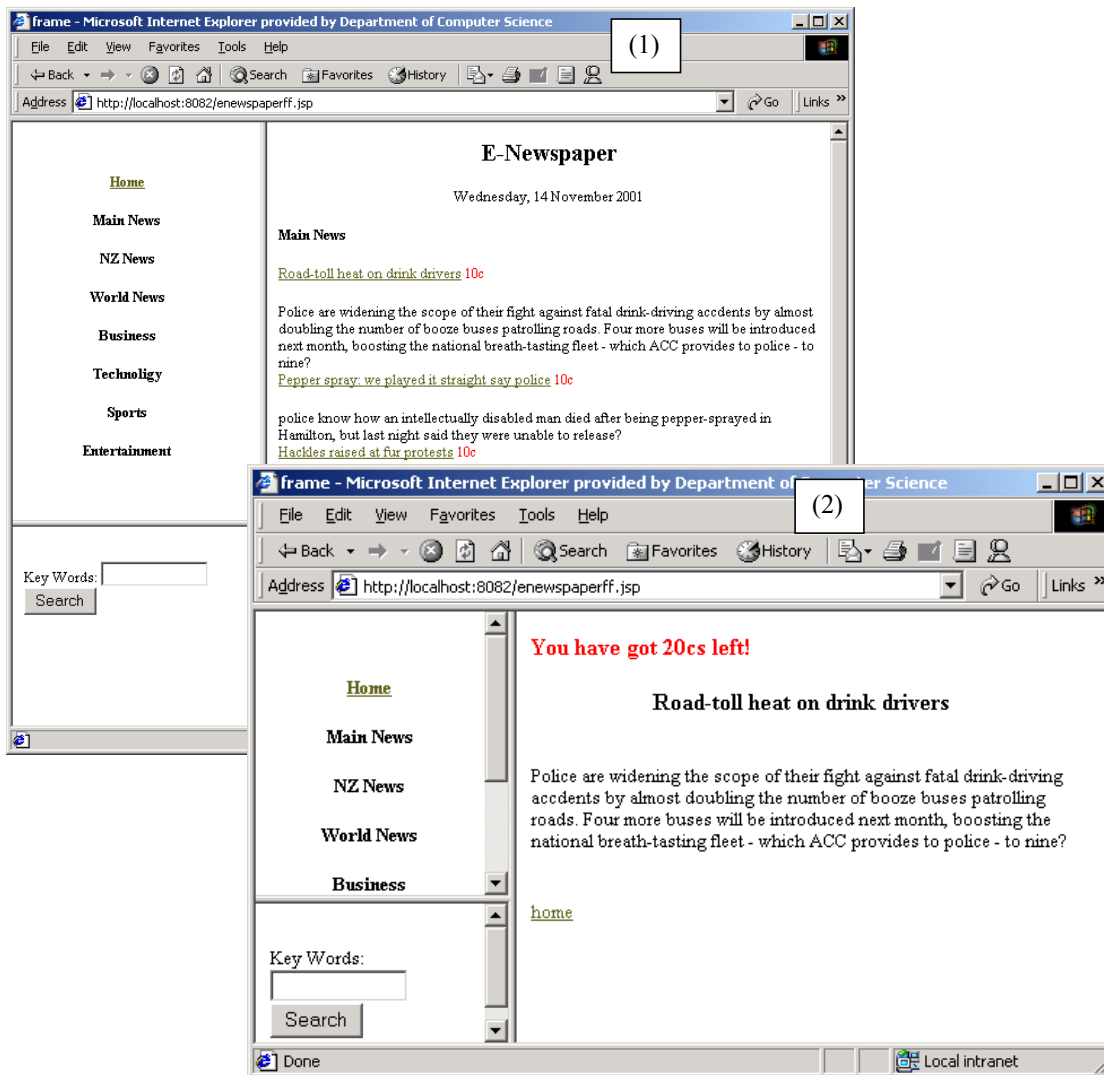 frame - Microsoft Internet Explorer provided by Department of Computer Science
(1)
File Edit View Favorites Tools Help
Back Search Favorites History
Address http://localhost:8082/enewspaperff.jsp Go Links »
Home
Main News
NZ News
World News
Business
Technoligy
Sports
Entertainment
Key Words:
Search
E-Newspaper
Wednesday, 14 November 2001
Main News
Road-toll heat on drink drivers 10c
Police are widening the scope of their fight against fatal drink-driving accdents by almost
doubling the number of booze buses patrolling roads. Four more buses will be introduced
next month, boosting the national breath-tasting fleet - which ACC provides to police - to
nine?
Pepper spray: we played it straight say police 10c
police know how an intellectually disabled man died after being pepper-sprayed in
Hamilton, but last night said they were unable to release?
Hackles raised at fur protests 10c
frame - Microsoft Internet Explorer provided by Department of Computer Science
(2)
File Edit View Favorites Tools Help
Back Search Favorites History
Address http://localhost:8082/enewspaperff.jsp Go Links »
Home
Main News
NZ News
World News
Business
Key Words:
Search
You have got 20cs left!
Road-toll heat on drink drivers
Police are widening the scope of their fight against fatal drink-driving
accdents by almost doubling the number of booze buses patrolling
roads. Four more buses will be introduced next month, boosting the
national breath-tasting fleet - which ACC provides to police - to nine?
home
Done Local intranet